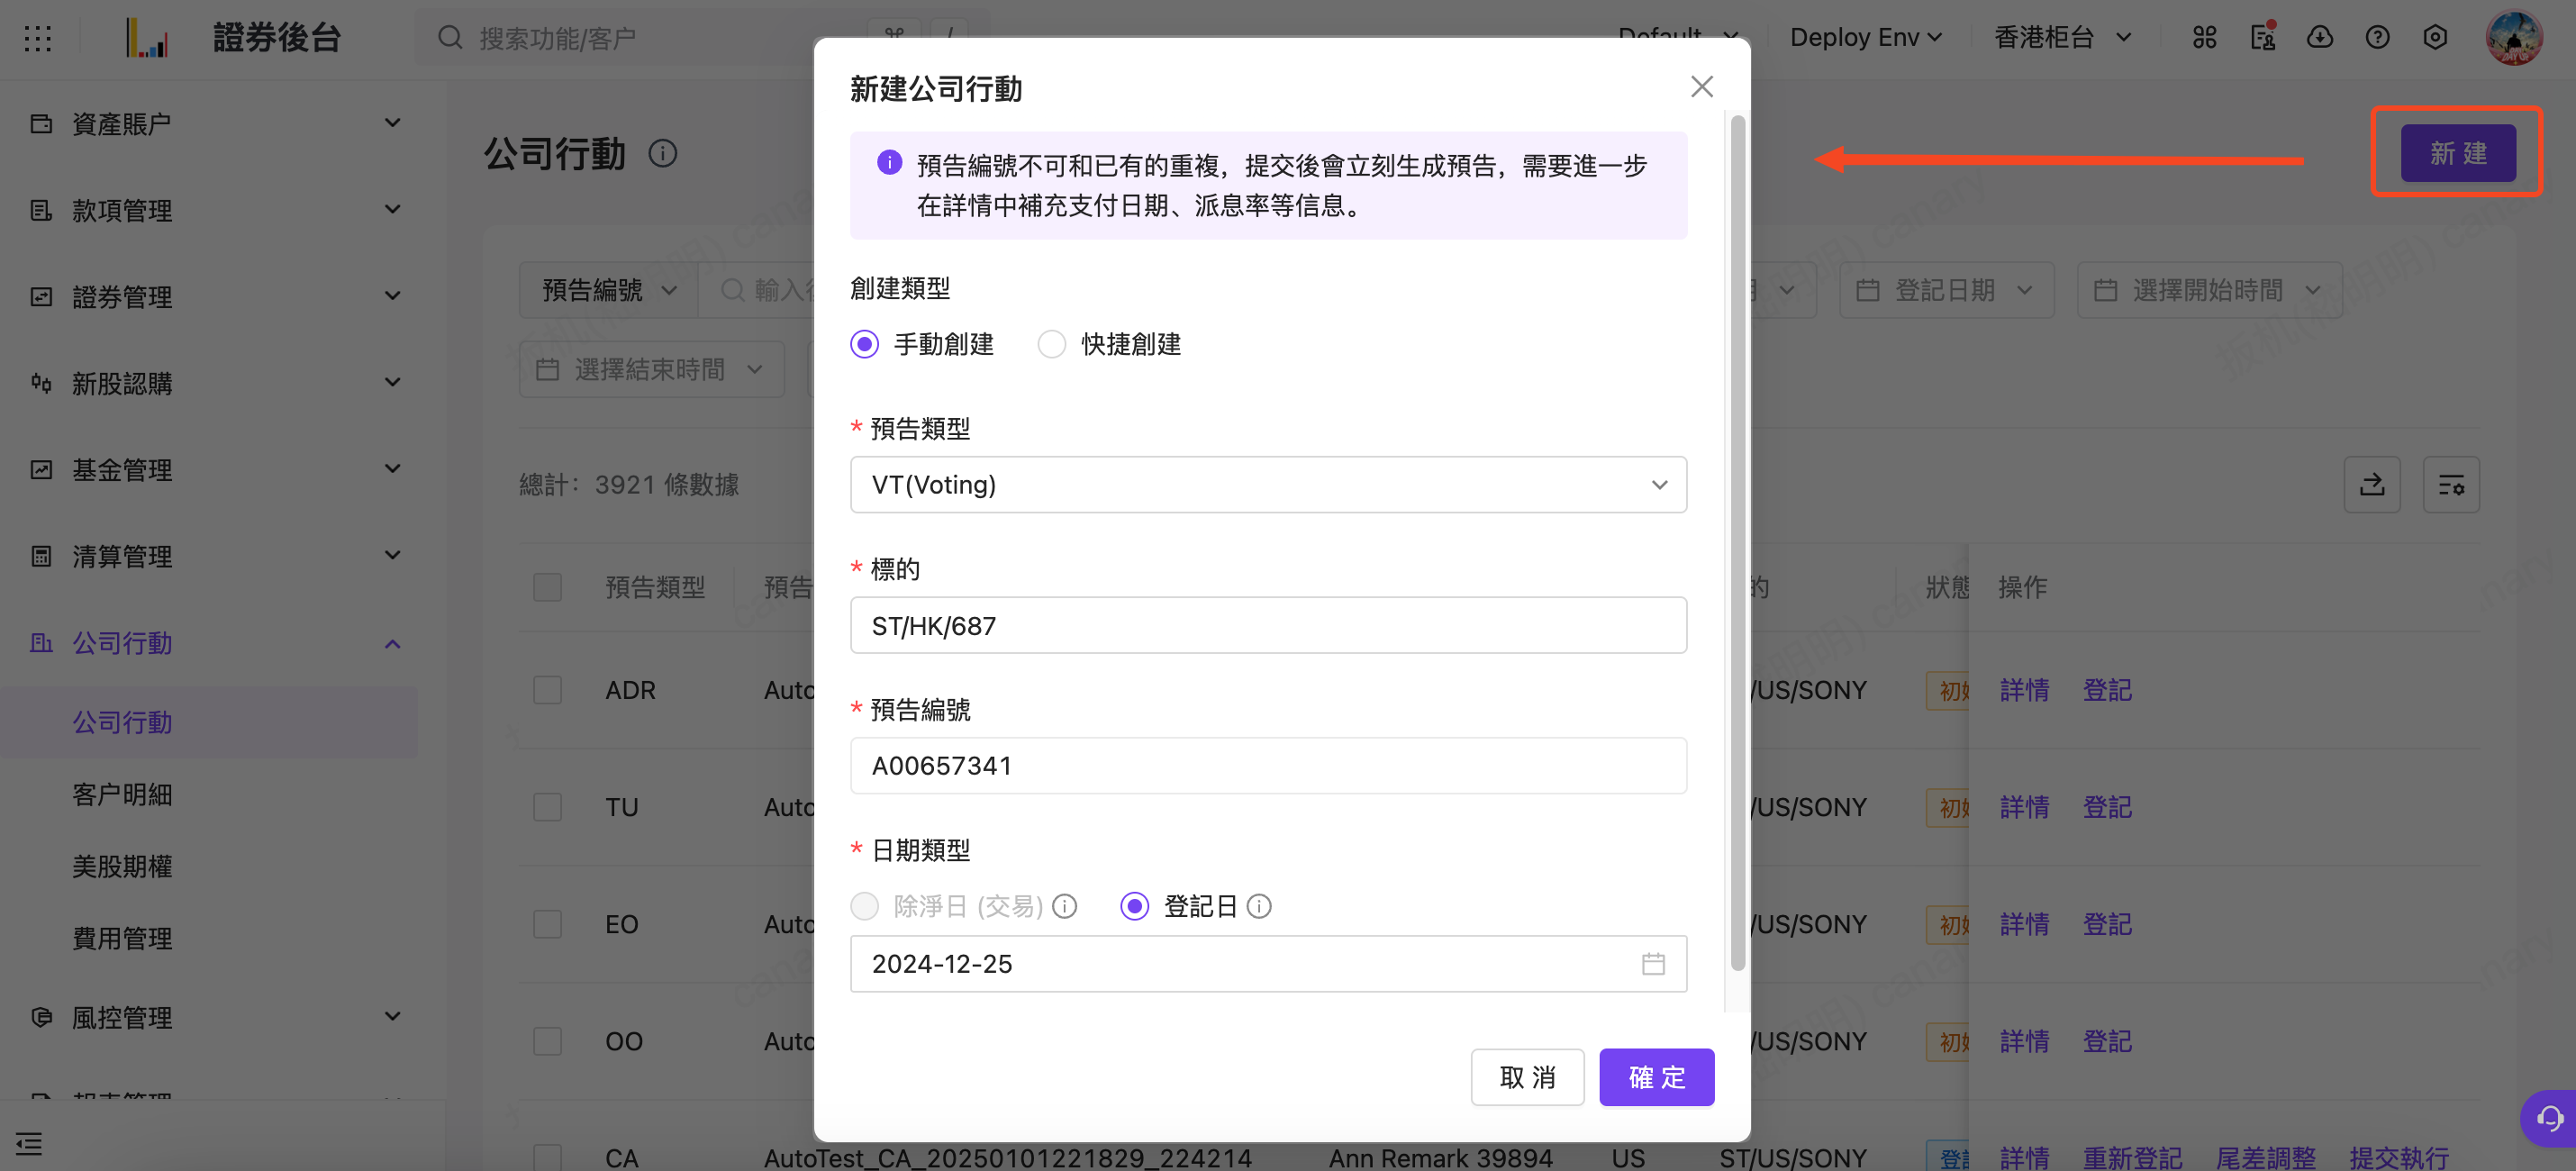 證券後台
搜索功能/客户
⌘ /
Default
Deploy Env
香港柜台
資產賬户
款項管理
證券管理
新股認購
基金管理
清算管理
公司行動
公司行動
客户明細
美股期權
費用管理
風控管理
公司行動
新 建
預告編號
輸入
登記日期
選擇開始時間
選擇結束時間
總計: 3921 條數據
預告類型 預告 的 狀態 操作
ADR Auto /US/SONY 初始 詳情 登記
TU Auto /US/SONY 初始 詳情 登記
EO Auto /US/SONY 初始 詳情 登記
OO Auto /US/SONY 初始 詳情 登記
CA AutoTest_CA_20250101221829_224214 Ann Remark 39894 US ST/US/SONY 登記 詳情 重新登記 尾差調整 提交執行
新建公司行動
預告編號不可和已有的重複，提交後會立刻生成預告，需要進一步
在詳情中補充支付日期、派息率等信息。
創建類型
手動創建 快捷創建
* 預告類型
VT(Voting)
* 標的
ST/HK/687
* 預告編號
A00657341
* 日期類型
除淨日 (交易) 登記日
2024-12-25
取 消 確 定